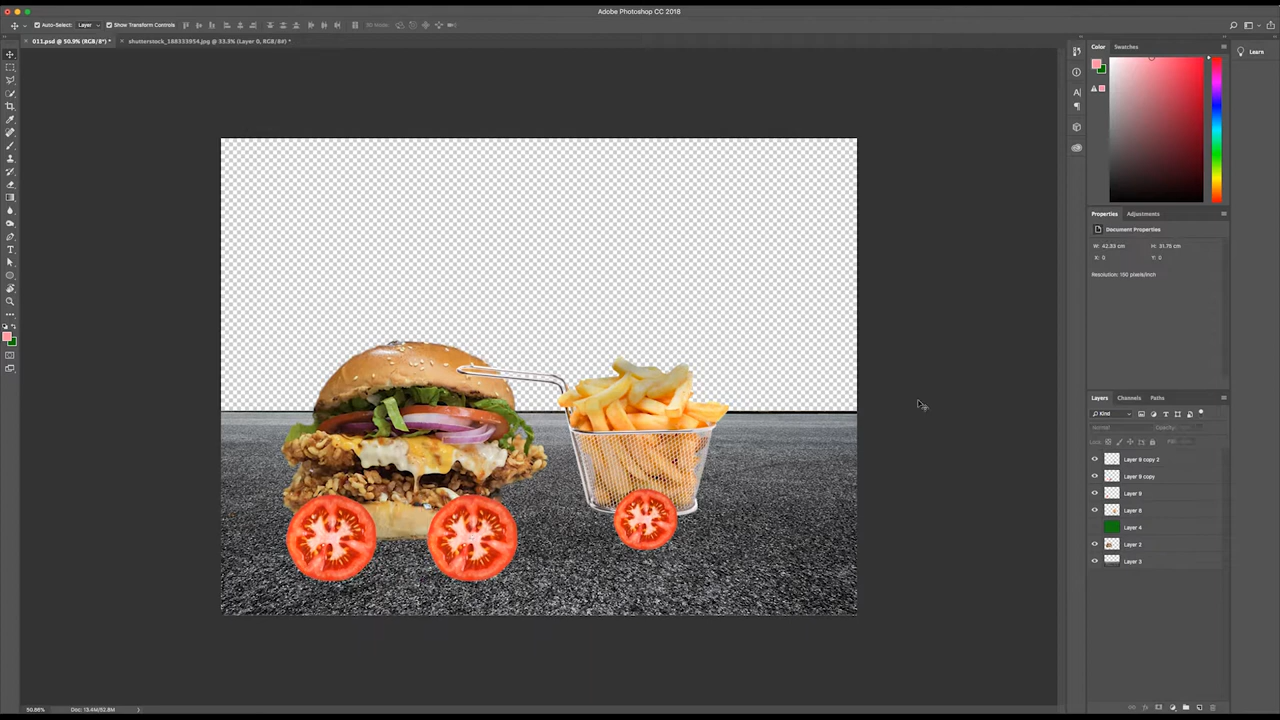 Adobe Photoshop CC 2018
Auto-Select: Layer Show Transform Controls 3D Mode:
011.psd @ 50.9% (RGB/8*) * × shutterstock_188333954.jpg @ 33.3% (Layer 0, RGB/8#) *
Color Swatches
Learn
Properties Adjustments
Document Properties
W: 42.33 cm H: 31.75 cm
X: 0 Y: 0
Resolution: 150 pixels/inch
Layers Channels Paths
Kind
Normal Opacity:
Lock: Fill:
Layer 9 copy 2
Layer 9 copy
Layer 9
Layer 8
Layer 4
Layer 2
Layer 3
50.86% Doc: 13.4M/52.8M